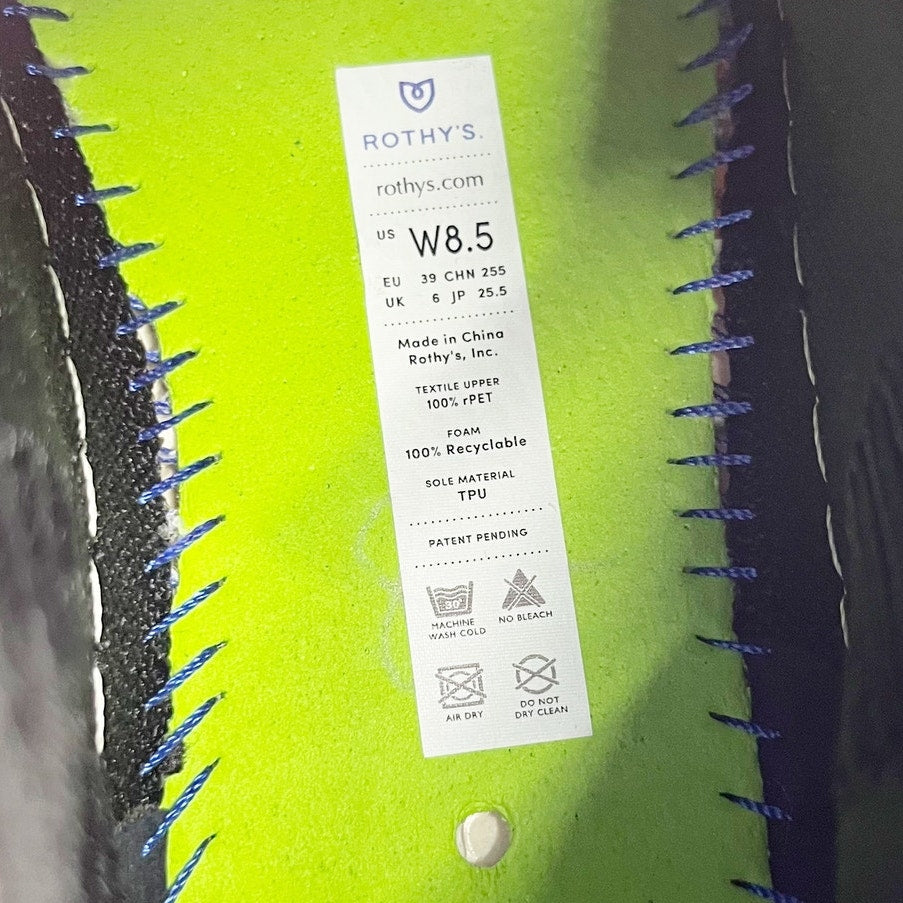 ROTHY'S.
rothys.com
US W8.5
EU 39 CHN 255
UK 6 JP 25.5
Made in China
Rothy's, Inc.
TEXTILE UPPER
100% rPET
FOAM
100% Recyclable
SOLE MATERIAL
TPU
PATENT PENDING
30°
MACHINE WASH COLD
NO BLEACH
AIR DRY
DO NOT DRY CLEAN